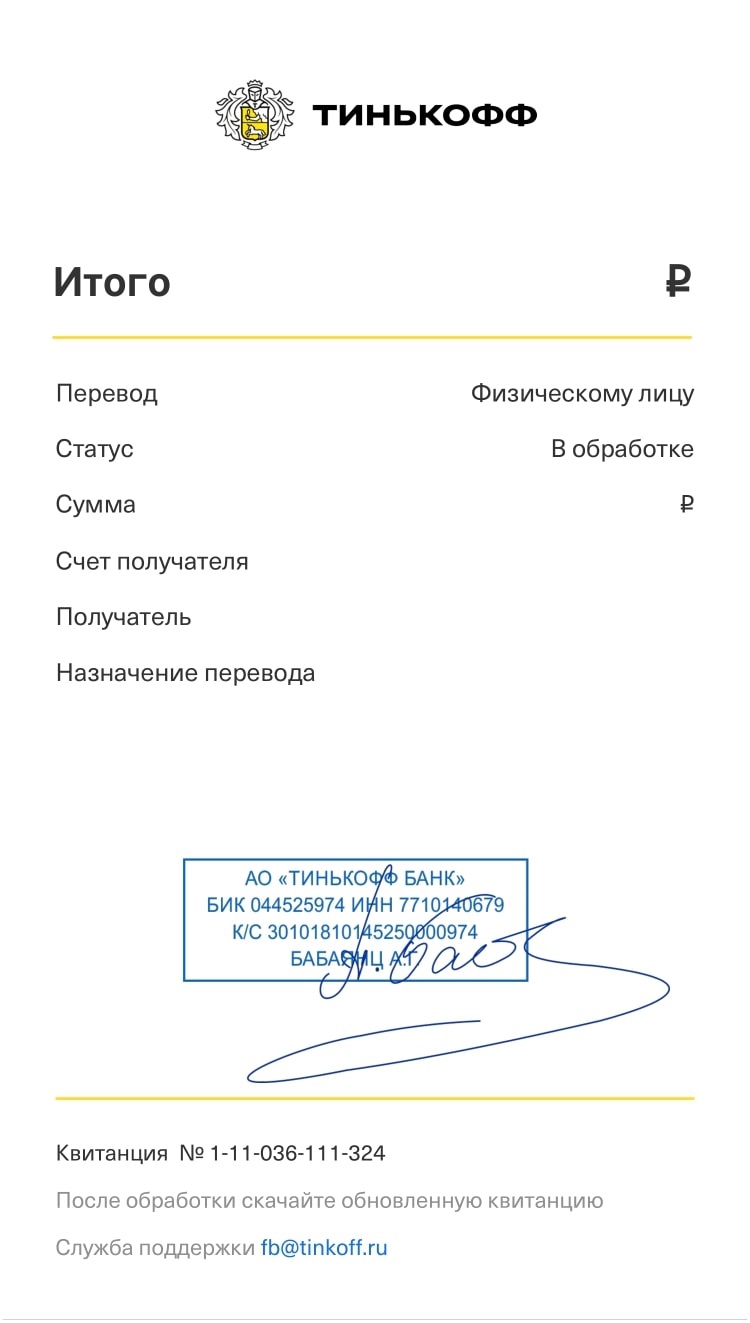 ТИНЬКОФФ
Итого ₽
Перевод Физическому лицу
Статус В обработке
Сумма ₽
Счет получателя
Получатель
Назначение перевода
АО «ТИНЬКОФФ БАНК»
БИК 044525974 ИНН 7710140679
К/С 30101810145250000974
БАБАЯНЦ А.Г.
Квитанция № 1-11-036-111-324
После обработки скачайте обновленную квитанцию
Служба поддержки fb@tinkoff.ru